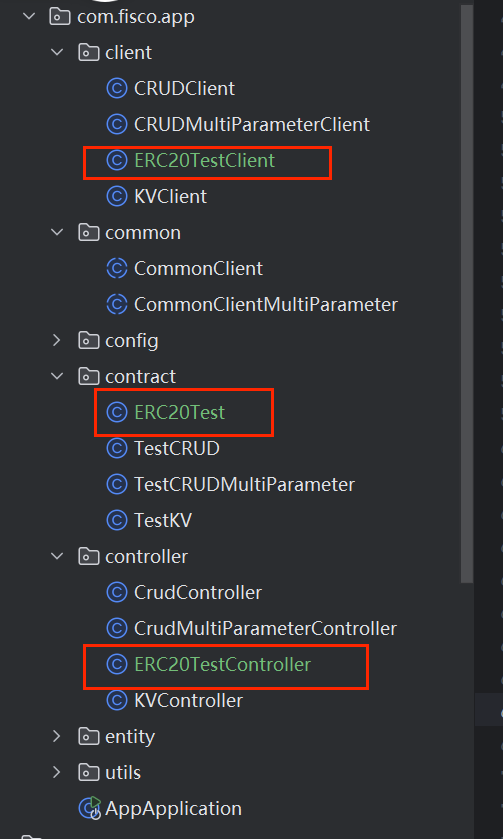 com.fisco.app
client
CRUDClient
CRUDMultiParameterClient
ERC20TestClient
KVClient
common
CommonClient
CommonClientMultiParameter
config
contract
ERC20Test
TestCRUD
TestCRUDMultiParameter
TestKV
controller
CrudController
CrudMultiParameterController
ERC20TestController
KVController
entity
utils
AppApplication